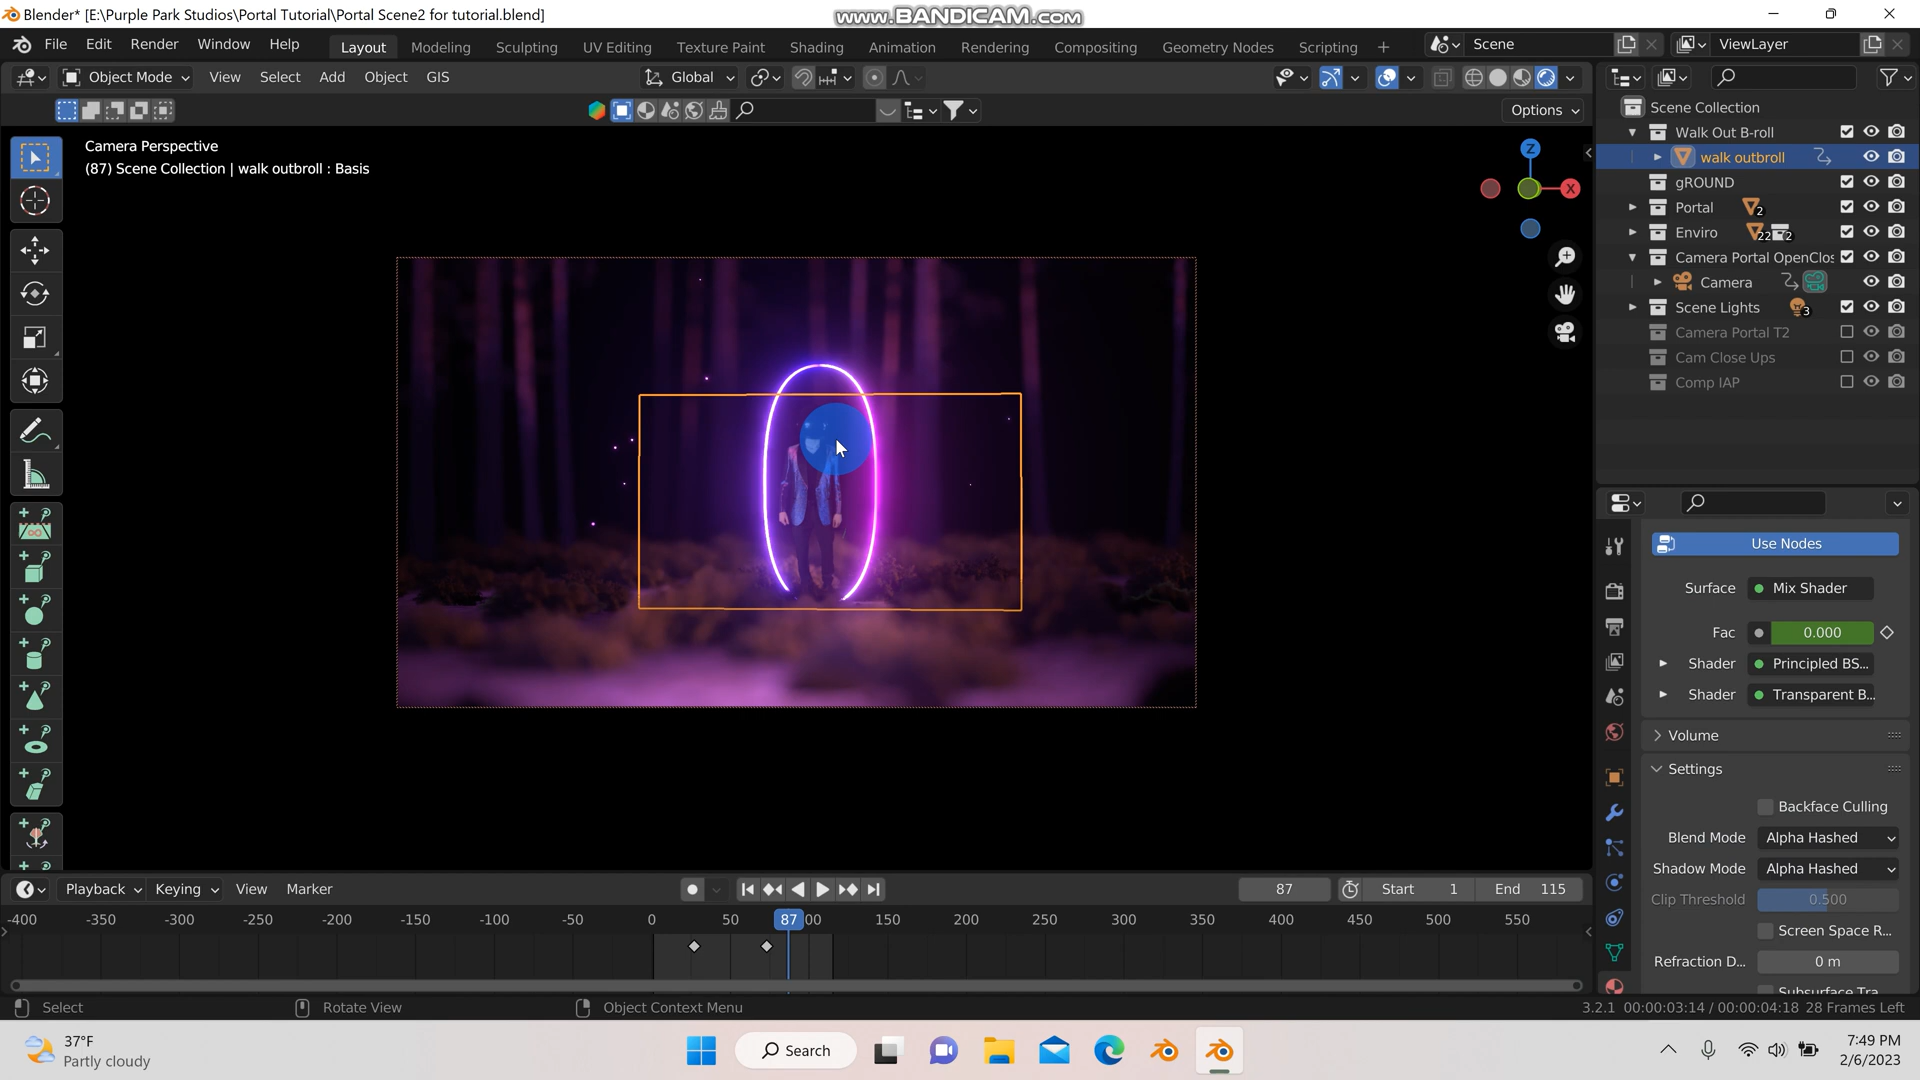 Blender* [E:\Purple Park Studios\Portal Tutorial\Portal Scene2 for tutorial.blend]
www.BANDICAM.com
File Edit Render Window Help
Layout Modeling Sculpting UV Editing Texture Paint Shading Animation Rendering Compositing Geometry Nodes Scripting +
Scene
ViewLayer
Object Mode View Select Add Object GIS
Global
Options
Camera Perspective
(87) Scene Collection | walk outbroll : Basis
Z
X
Scene Collection
Walk Out B-roll
walk outbroll
gROUND
Portal 2
Enviro 22 2
Camera Portal OpenClos
Camera
Scene Lights 3
Camera Portal T2
Cam Close Ups
Comp IAP
Use Nodes
Surface Mix Shader
Fac 0.000
Shader Principled BS...
Shader Transparent B...
Volume
Settings
Backface Culling
Blend Mode Alpha Hashed
Shadow Mode Alpha Hashed
Clip Threshold 0.500
Screen Space R...
Refraction D... 0 m
Subsurface Tra...
Playback Keying View Marker
87
Start 1 End 115
-400 -350 -300 -250 -200 -150 -100 -50 0 50 87 00 150 200 250 300 350 400 450 500 550
Select Rotate View Object Context Menu
3.2.1 00:00:03:14 / 00:00:04:18 28 Frames Left
37°F
Partly cloudy
Search
7:49 PM
2/6/2023